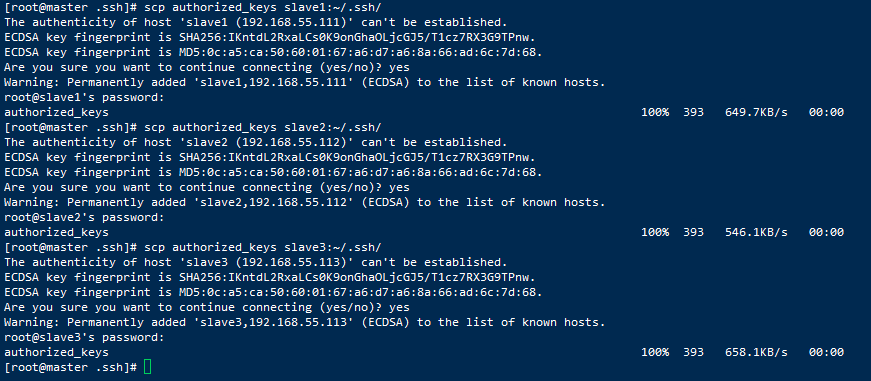 [root@master .ssh]# scp authorized_keys slave1:~/.ssh/
The authenticity of host 'slave1 (192.168.55.111)' can't be established.
ECDSA key fingerprint is SHA256:IKntdL2RxaLCs0K9onGhaOLjcGJ5/T1cz7RX3G9TPnw.
ECDSA key fingerprint is MD5:0c:a5:ca:50:60:01:67:a6:d7:a6:8a:66:ad:6c:7d:68.
Are you sure you want to continue connecting (yes/no)? yes
Warning: Permanently added 'slave1,192.168.55.111' (ECDSA) to the list of known hosts.
root@slave1's password:
authorized_keys 100% 393 649.7KB/s 00:00
[root@master .ssh]# scp authorized_keys slave2:~/.ssh/
The authenticity of host 'slave2 (192.168.55.112)' can't be established.
ECDSA key fingerprint is SHA256:IKntdL2RxaLCs0K9onGhaOLjcGJ5/T1cz7RX3G9TPnw.
ECDSA key fingerprint is MD5:0c:a5:ca:50:60:01:67:a6:d7:a6:8a:66:ad:6c:7d:68.
Are you sure you want to continue connecting (yes/no)? yes
Warning: Permanently added 'slave2,192.168.55.112' (ECDSA) to the list of known hosts.
root@slave2's password:
authorized_keys 100% 393 546.1KB/s 00:00
[root@master .ssh]# scp authorized_keys slave3:~/.ssh/
The authenticity of host 'slave3 (192.168.55.113)' can't be established.
ECDSA key fingerprint is SHA256:IKntdL2RxaLCs0K9onGhaOLjcGJ5/T1cz7RX3G9TPnw.
ECDSA key fingerprint is MD5:0c:a5:ca:50:60:01:67:a6:d7:a6:8a:66:ad:6c:7d:68.
Are you sure you want to continue connecting (yes/no)? yes
Warning: Permanently added 'slave3,192.168.55.113' (ECDSA) to the list of known hosts.
root@slave3's password:
authorized_keys 100% 393 658.1KB/s 00:00
[root@master .ssh]#